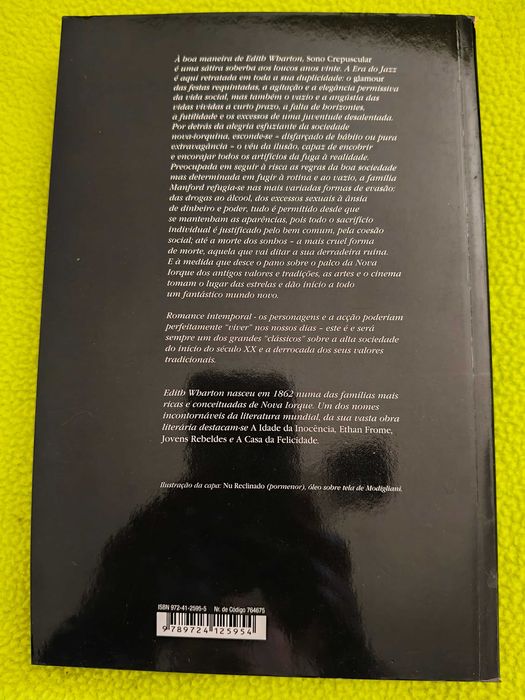 À boa maneira de Edith Wharton, Sono Crepuscular
é uma sátira soberba aos loucos anos vinte. A Era do Jazz
é aqui retratada em toda a sua duplicidade: o glamour
das festas requintadas, a agitação e a elegância permissiva
da vida social, mas também o vazio e a angústia das
vidas vividas a curto prazo, a falta de horizontes,
a futilidade e os excessos de uma juventude desalentada.
Por detrás da alegria esfuziante da sociedade
nova-iorquina, esconde-se – disfarçado de hábito ou pura
extravagância – o véu da ilusão, capaz de encobrir
e encorajar todos os artifícios da fuga à realidade.
Preocupada em seguir à risca as regras da boa sociedade
mas determinada em fugir à rotina e ao vazio, a família
Manford refugia-se nas mais variadas formas de evasão:
das drogas ao álcool, dos excessos sexuais à ânsia
de dinheiro e poder, tudo é permitido desde que
se mantenham as aparências, pois todo o sacrifício
individual é justificado pelo bem comum, pela coesão
social; até a morte dos sonhos – a mais cruel forma
de morte, aquela que vai ditar a sua derradeira ruína.
E à medida que desce o pano sobre o palco da Nova
Iorque dos antigos valores e tradições, as artes e o cinema
tomam o lugar das estrelas e dão início a todo
um fantástico mundo novo.
Romance intemporal - os personagens e a acção poderiam
perfeitamente "viver" nos nossos dias – este é e será
sempre um dos grandes "clássicos" sobre a alta sociedade
do início do século XX e a derrocada dos seus valores
tradicionais.
Edith Wharton nasceu em 1862 numa das famílias mais
ricas e conceituadas de Nova Iorque. Um dos nomes
incontornáveis da literatura mundial, da sua vasta obra
literária destacam-se A Idade da Inocência, Ethan Frome,
Jovens Rebeldes e A Casa da Felicidade.
Ilustração da capa: Nu Reclinado (pormenor), óleo sobre tela de Modigliani.
ISBN 972-41-2595-5 Nr. de Código 764675
9789724125954